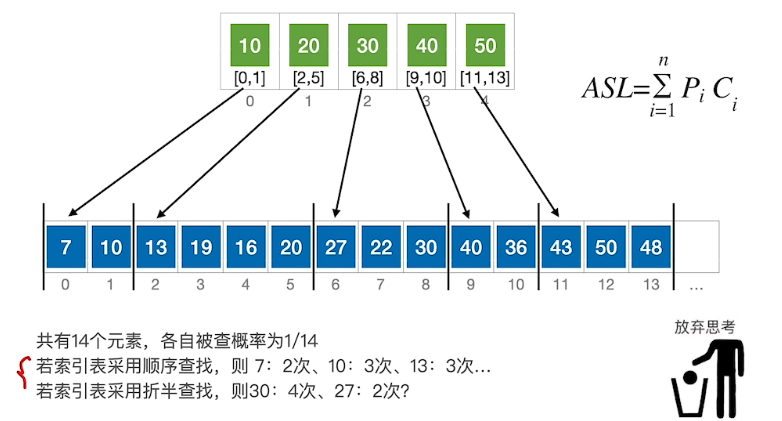 10 20 30 40 50
[0,1] [2,5] [6,8] [9,10] [11,13]
0 1 2 3 4
ASL=∑ⁿᵢ₌₁ Pᵢ Cᵢ
7 10 13 19 16 20 27 22 30 40 36 43 50 48
0 1 2 3 4 5 6 7 8 9 10 11 12 13 ...
放弃思考
共有14个元素，各自被查概率为1/14
若索引表采用顺序查找，则 7：2次、10：3次、13：3次...
若索引表采用折半查找，则30：4次、27：2次？